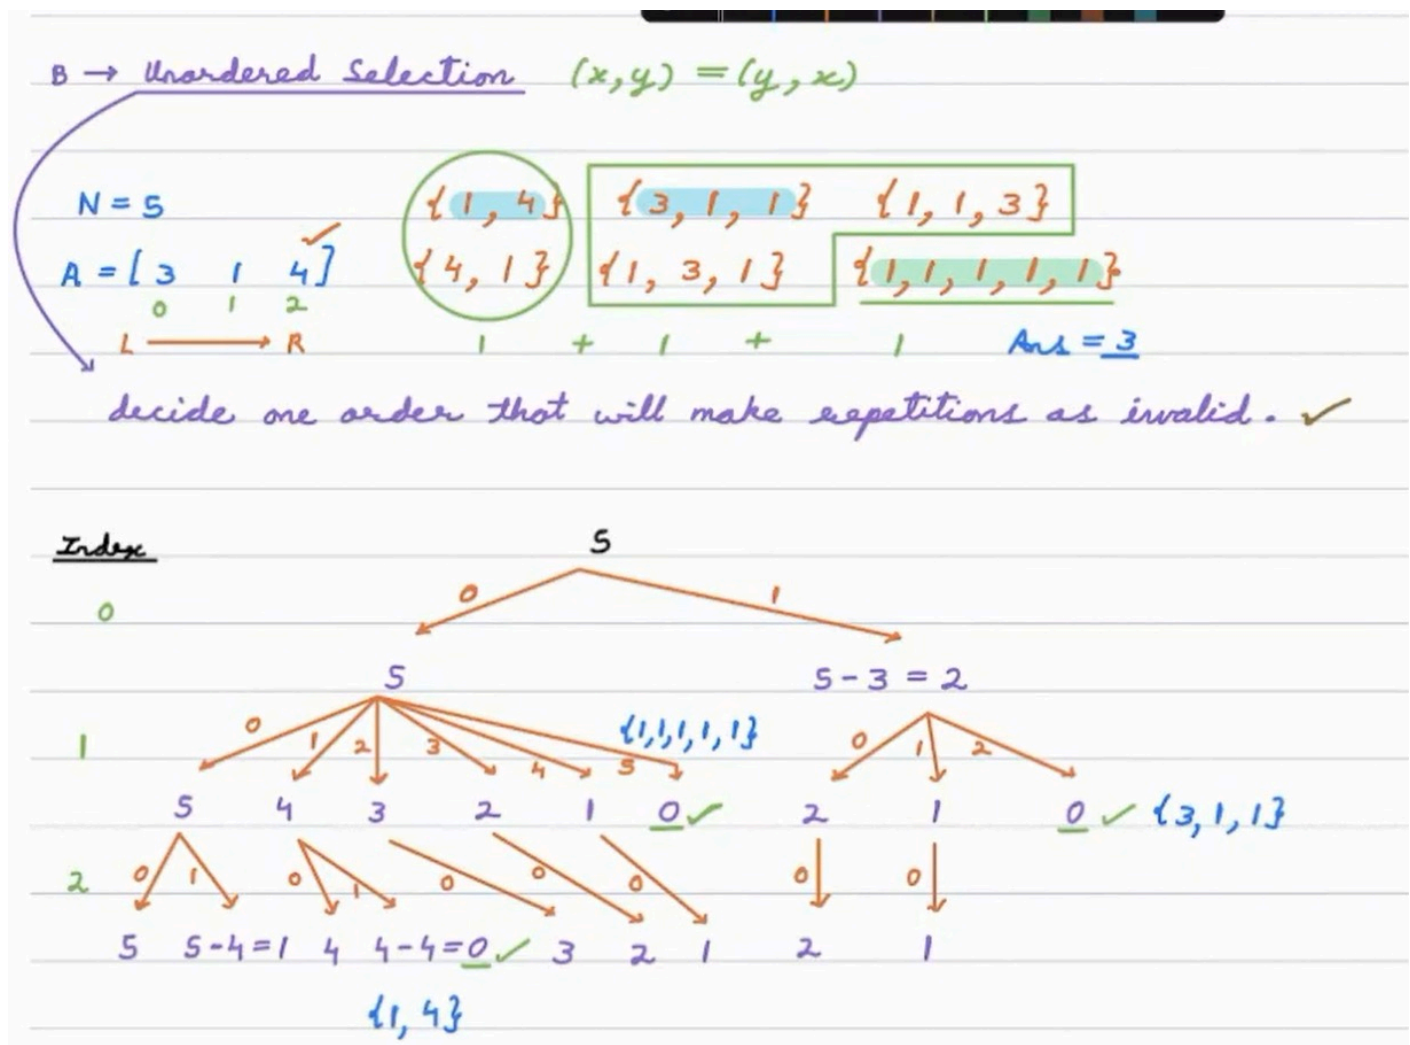 B → Unordered Selection (x,y) = (y,x)
N = 5 {1, 4} {3, 1, 1} {1, 1, 3}
A = [3 1 4] {4, 1} {1, 3, 1} {1, 1, 1, 1, 1}
0 1 2
L → R 1 + 1 + 1 Ans = 3
decide one order that will make repetitions as invalid. ✓
Index 5
0 0 1
5 5 - 3 = 2
{1,1,1,1,1}
1 0 1 2 3 4 5 0 1 2
5 4 3 2 1 0 ✓ 2 1 0 ✓ {3, 1, 1}
2 0 1 0 1 0 0 0 0 0
5 5-4=1 4 4-4=0 ✓ 3 2 1 2 1
{1, 4}